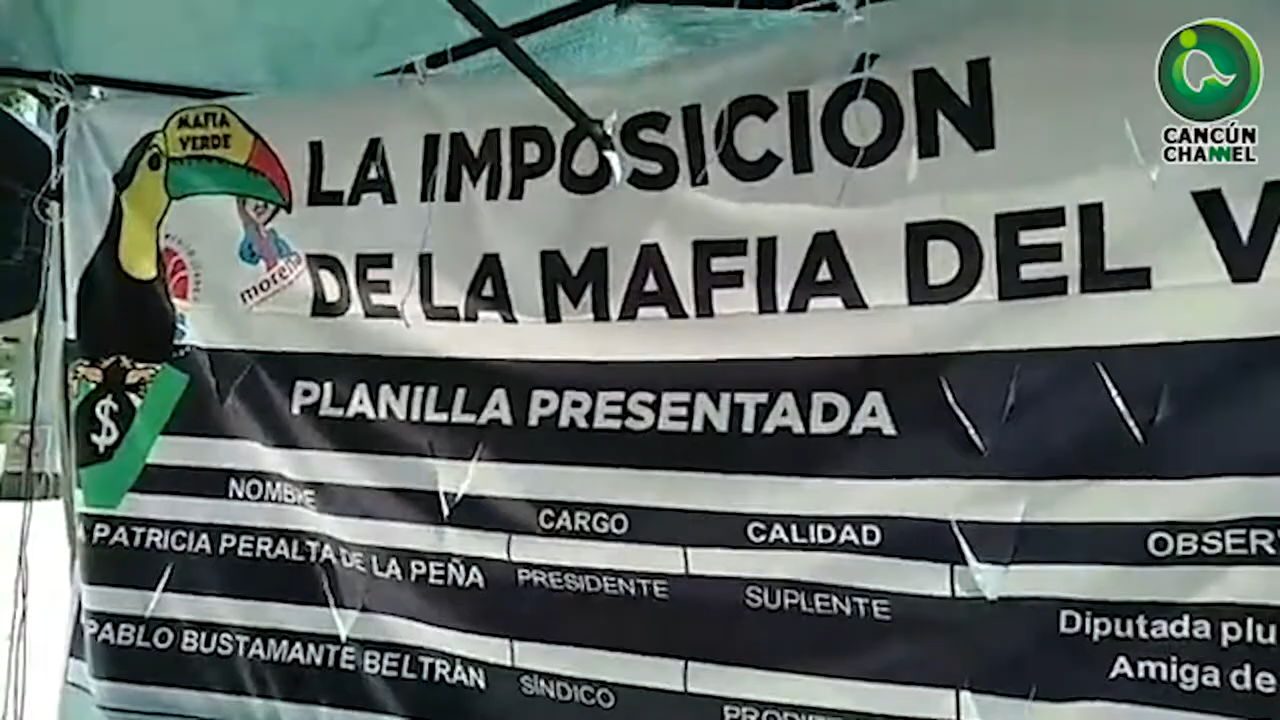 CANCÚN
CHANNEL
MAFIA
VERDE
LA IMPOSICIÓN
DE LA MAFIA DEL V
morena
PLANILLA PRESENTADA
NOMBRE CARGO CALIDAD OBSER
PATRICIA PERALTA DE LA PEÑA PRESIDENTE SUPLENTE Diputada plu
Amiga de
PABLO BUSTAMANTE BELTRÁN SÍNDICO
$